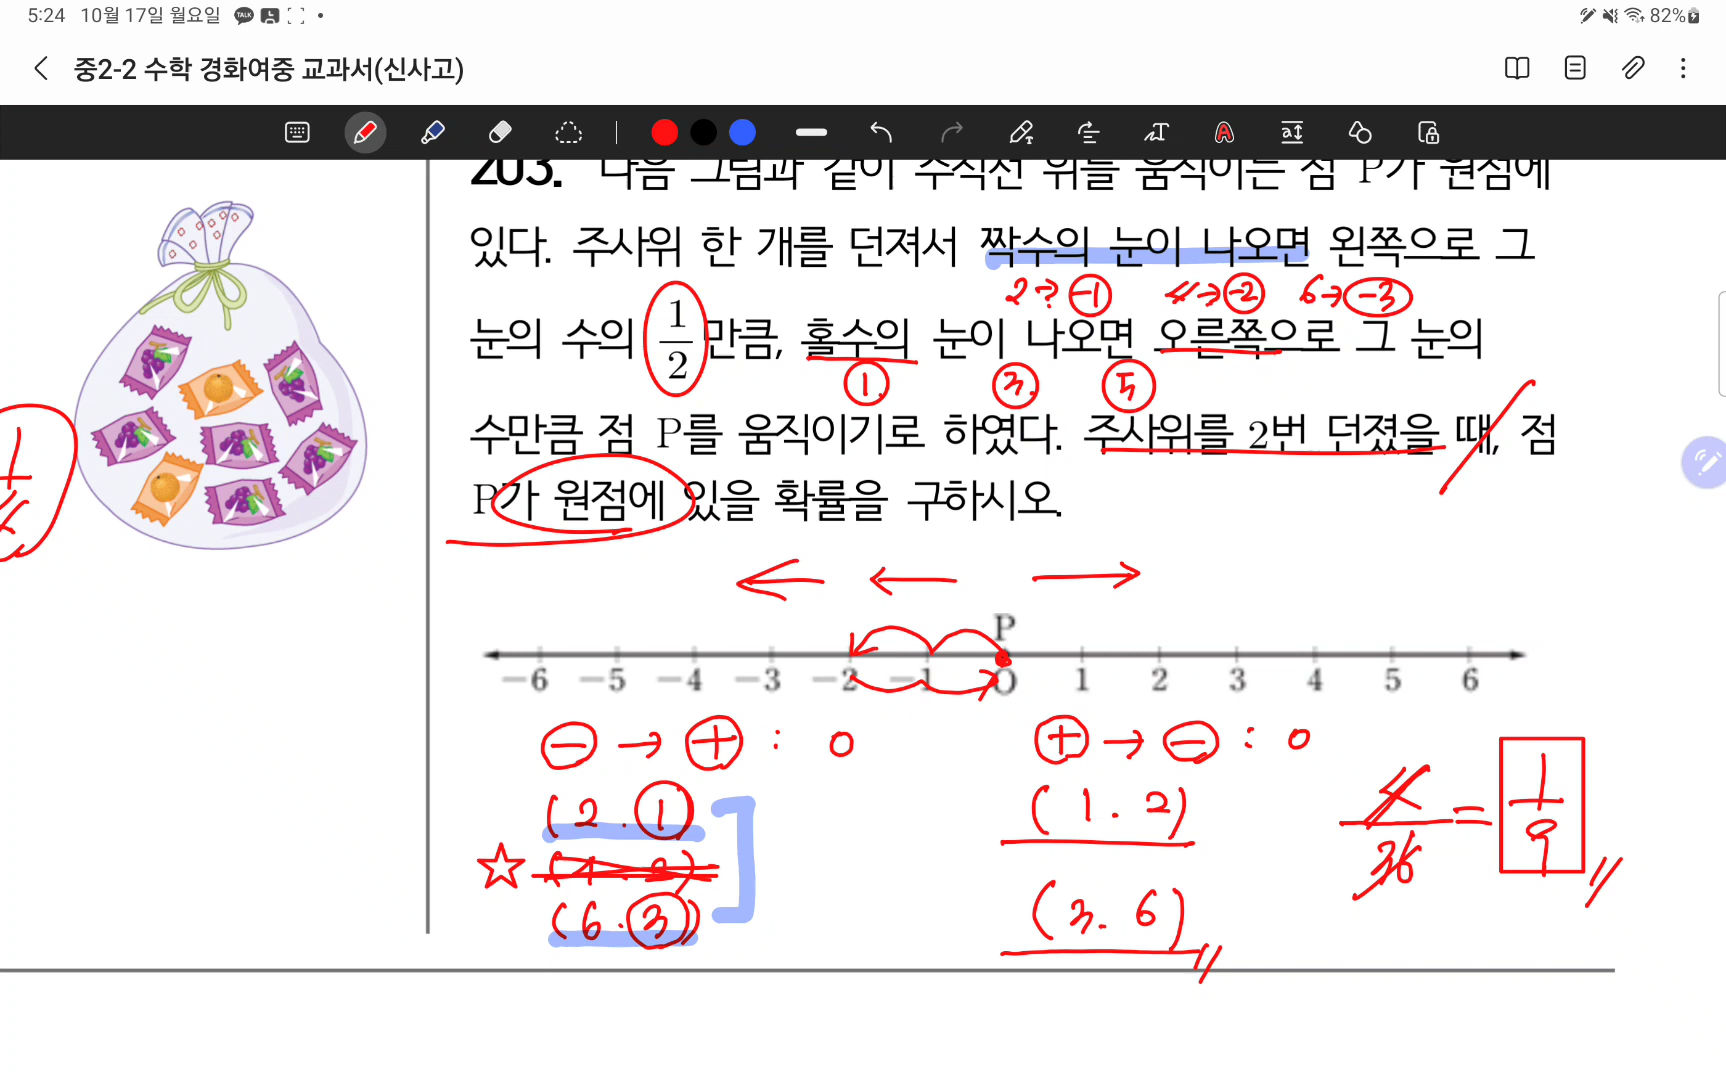 5:24 10월 17일 월요일 TALK 82%
중2-2 수학 경화여중 교과서(신사고)
203. 다음 그림과 같이 수직선 위를 움직이는 점 P가 원점에
있다. 주사위 한 개를 던져서 짝수의 눈이 나오면 왼쪽으로 그
2→ -1 4→ -2 6→ -3
눈의 수의 1/2 만큼, 홀수의 눈이 나오면 오른쪽으로 그 눈의
1. 3. 5
수만큼 점 P를 움직이기로 하였다. 주사위를 2번 던졌을 때, 점
P가 원점에 있을 확률을 구하시오.
P
-6 -5 -4 -3 -2 -1 O 1 2 3 4 5 6
⊖ → ⊕ : 0 ⊕ → ⊖ : 0
(2.1) (1.2) 4/36 = 1/9
(6.3) (3.6)